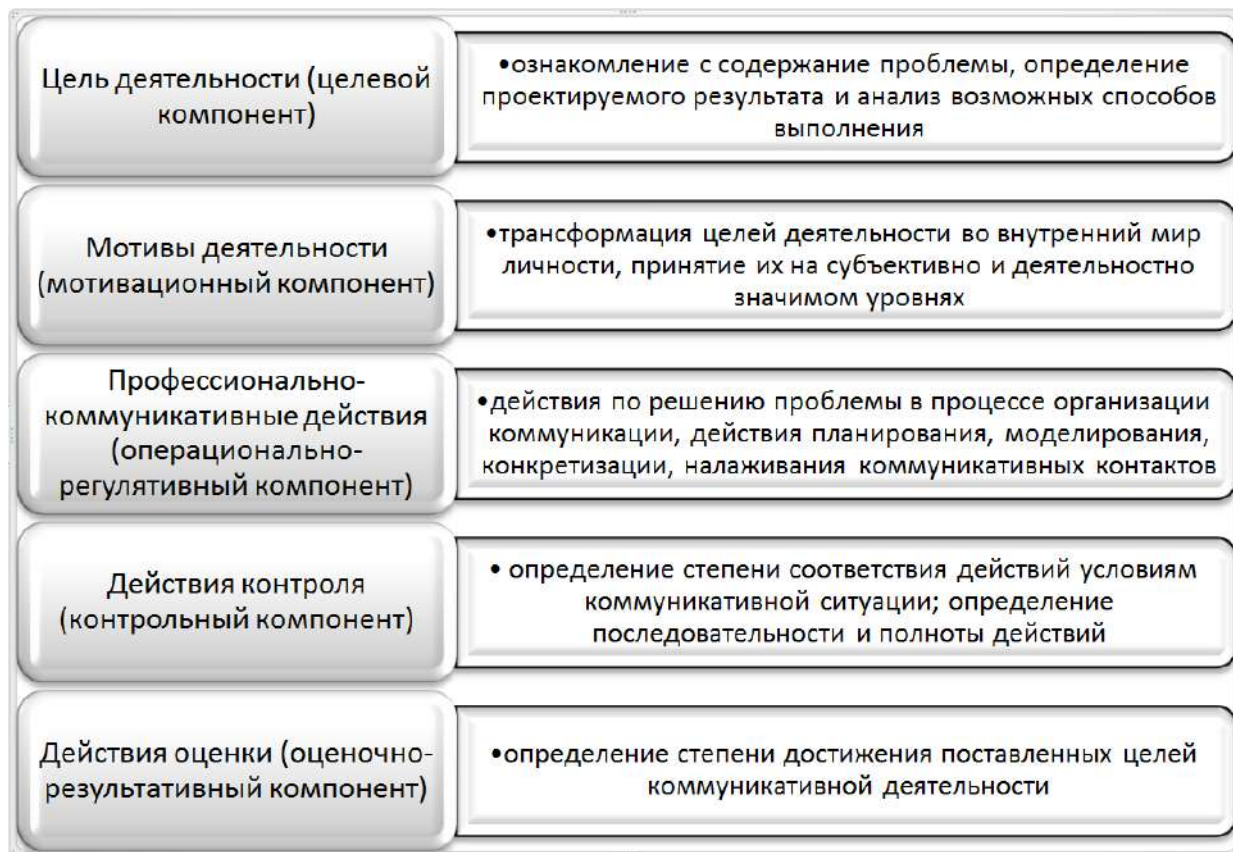 Цель деятельности (целевой
компонент)
•ознакомление с содержание проблемы, определение
проектируемого результата и анализ возможных способов
выполнения
Мотивы деятельности
(мотивационный компонент)
•трансформация целей деятельности во внутренний мир
личности, принятие их на субъективно и деятельностно
значимом уровнях
Профессионально-
коммуникативные действия
(операционально-
регулятивный компонент)
•действия по решению проблемы в процессе организации
коммуникации, действия планирования, моделирования,
конкретизации, налаживания коммуникативных контактов
Действия контроля
(контрольный компонент)
• определение степени соответствия действий условиям
коммуникативной ситуации; определение
последовательности и полноты действий
Действия оценки (оценочно-
результативный компонент)
•определение степени достижения поставленных целей
коммуникативной деятельности